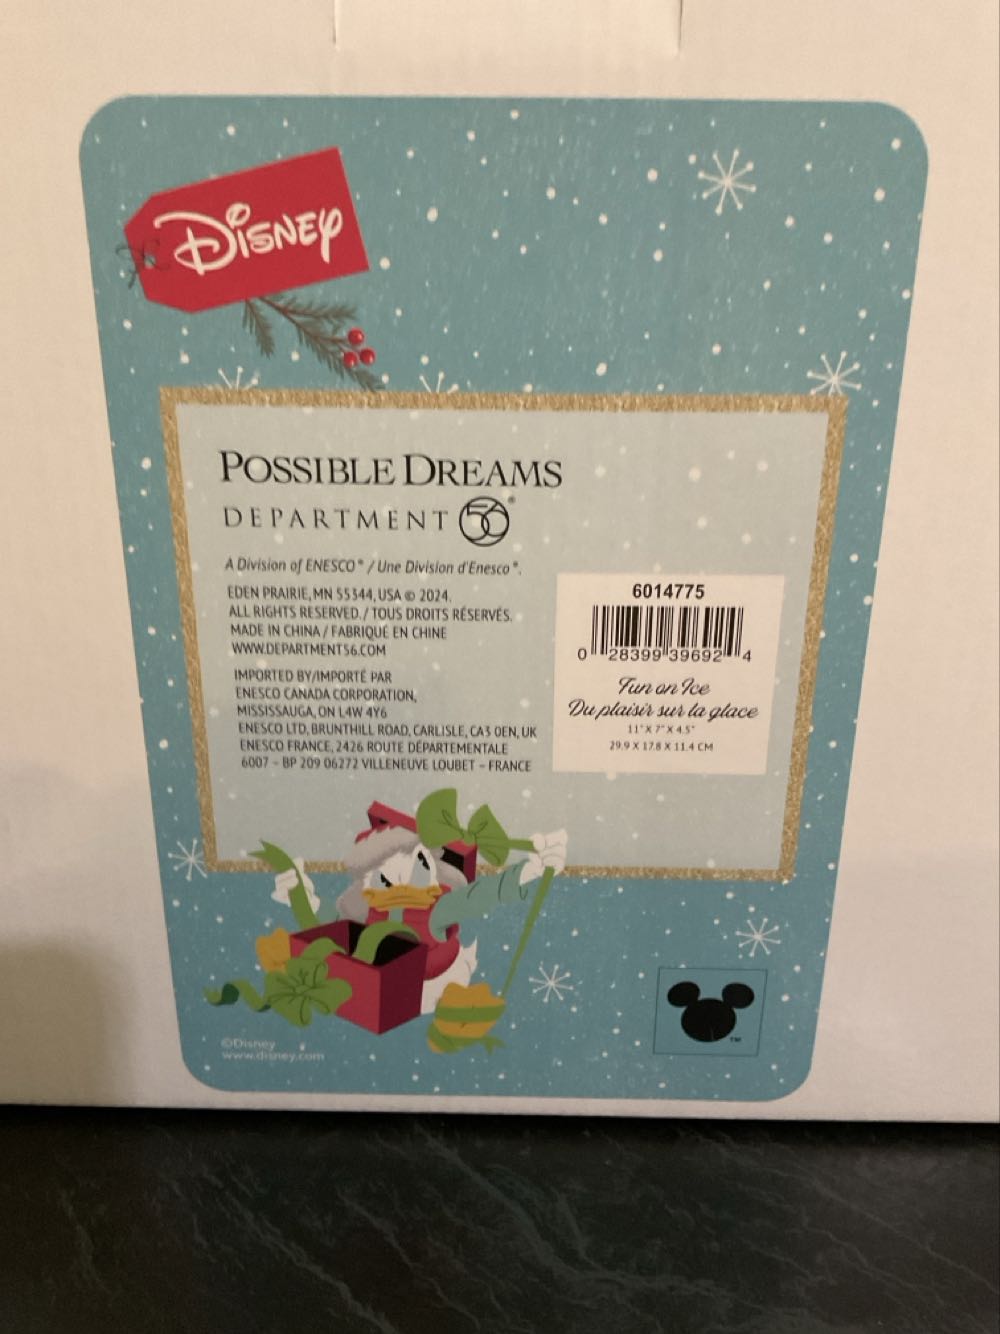 Disney
POSSIBLE DREAMS
DEPARTMENT 56®
A Division of ENESCO® / Une Division d'Enesco®.
EDEN PRAIRIE, MN 55344, USA © 2024.
ALL RIGHTS RESERVED. / TOUS DROITS RÉSERVÉS.
MADE IN CHINA / FABRIQUÉ EN CHINE
WWW.DEPARTMENT56.COM
IMPORTED BY/IMPORTÉ PAR
ENESCO CANADA CORPORATION,
MISSISSAUGA, ON L4W 4Y6
ENESCO LTD, BRUNTHILL ROAD, CARLISLE, CA3 0EN, UK
ENESCO FRANCE, 2426 ROUTE DÉPARTEMENTALE
6007 - BP 209 06272 VILLENEUVE LOUBET - FRANCE
6014775
0 28399 39692 4
Fun on Ice
Du plaisir sur la glace
11" X 7" X 4.5"
29.9 X 17.8 X 11.4 CM
©Disney
www.disney.com
TM